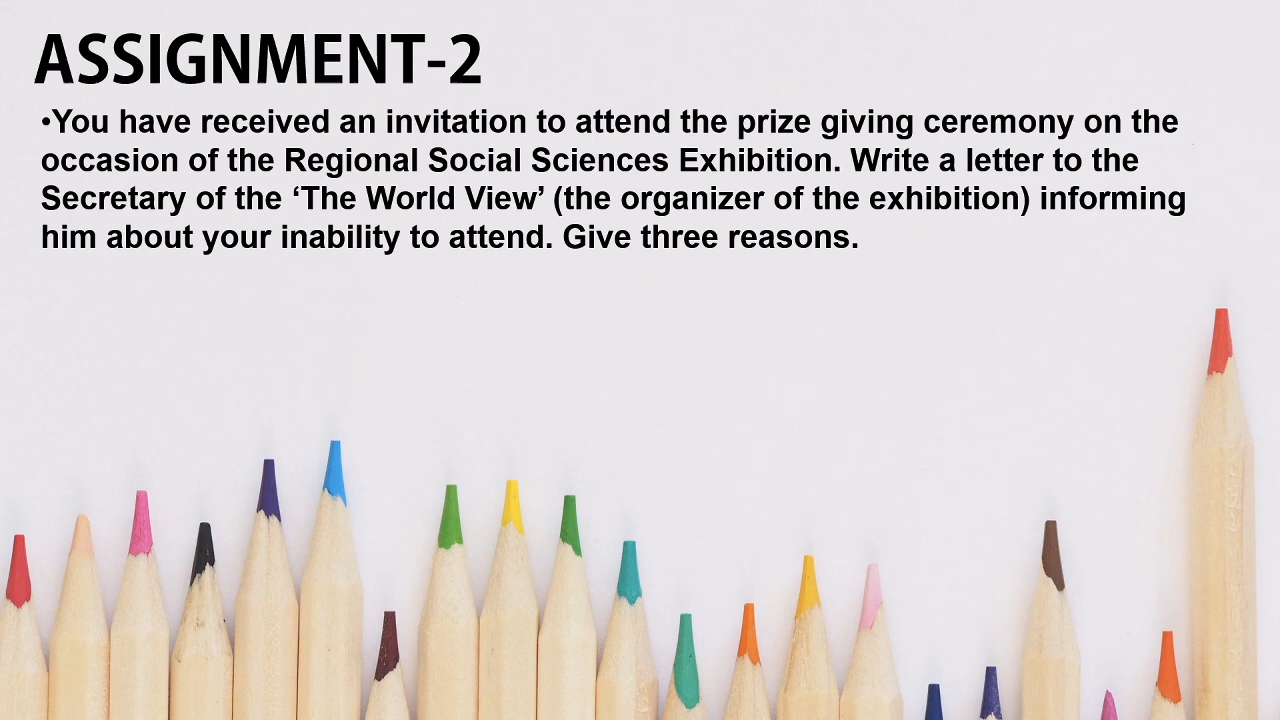 ASSIGNMENT-2
•You have received an invitation to attend the prize giving ceremony on the
occasion of the Regional Social Sciences Exhibition. Write a letter to the
Secretary of the ‘The World View’ (the organizer of the exhibition) informing
him about your inability to attend. Give three reasons.